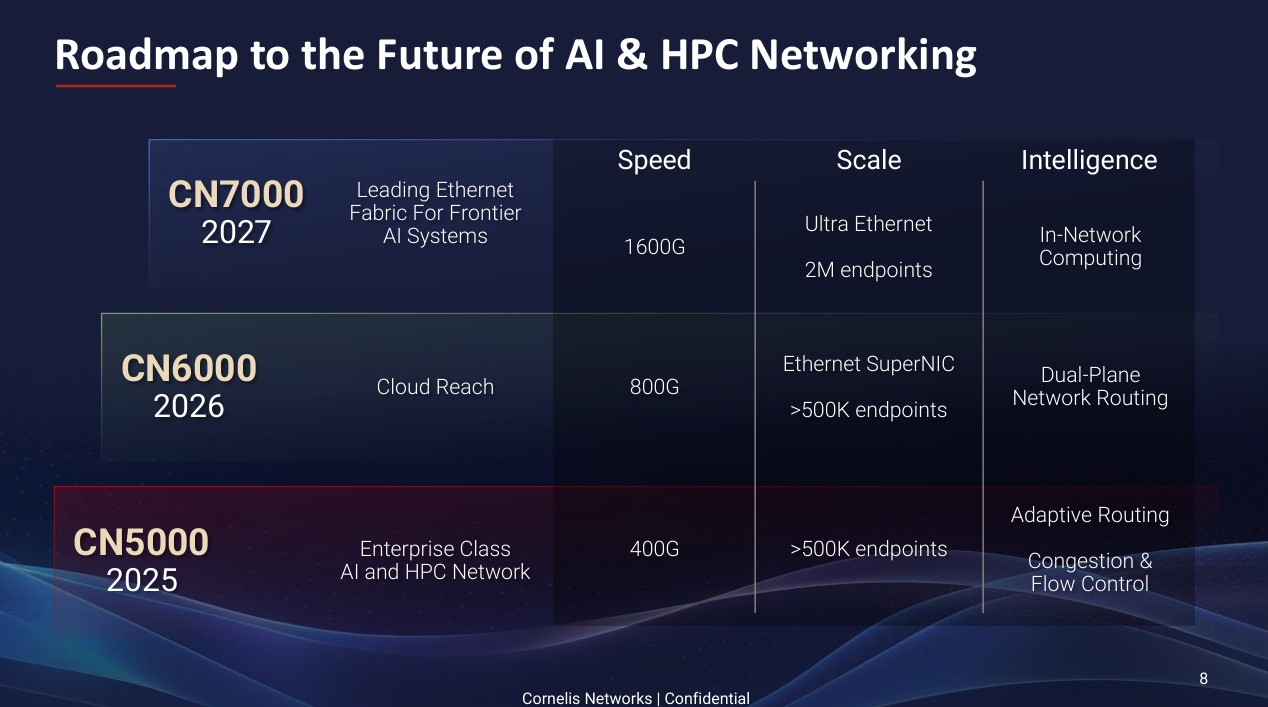 Roadmap to the Future of AI & HPC Networking
Speed
Scale
Intelligence
CN7000
2027
Leading Ethernet
Fabric For Frontier
AI Systems
1600G
Ultra Ethernet
2M endpoints
In-Network
Computing
CN6000
2026
Cloud Reach
800G
Ethernet SuperNIC
>500K endpoints
Dual-Plane
Network Routing
CN5000
2025
Enterprise Class
AI and HPC Network
400G
>500K endpoints
Adaptive Routing
Congestion &
Flow Control
8
Cornelis Networks | Confidential